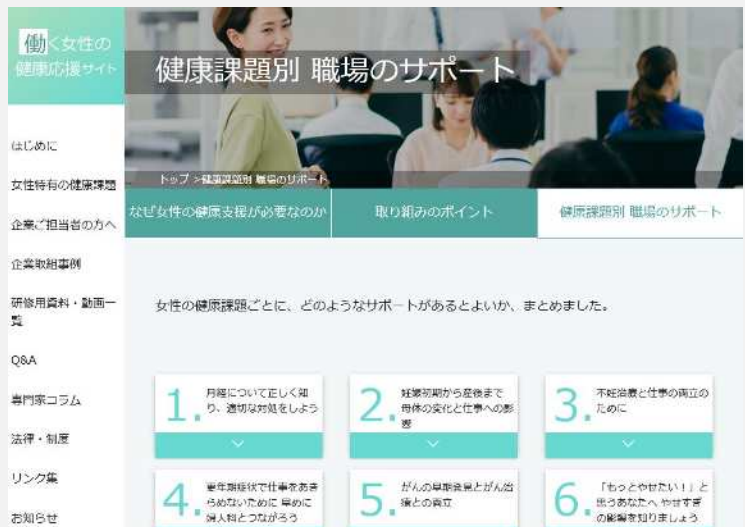 働く女性の
健康応援サイト
健康課題別 職場のサポート
トップ >健康課題別 職場のサポート
はじめに
女性特有の健康課題
企業ご担当者の方へ
企業取組事例
研修用資料・動画一
覧
Q&A
専門家コラム
法律・制度
リンク集
お知らせ
なぜ女性の健康支援が必要なのか
取り組みのポイント
健康課題別 職場のサポート
女性の健康課題ごとに、どのようなサポートがあるとよいか、まとめました。
1.
月経について正しく知
り、適切な対処をしよう
2.
妊娠初期から産後まで
母体の変化と仕事への影
響
3.
不妊治療と仕事の両立の
ために
4.
更年期症状で仕事をあき
らめないために 早めに
婦人科とつながろう
5.
がんの早期発見とがん治
療との両立
6.
「もっとやせたい！」と
思うあなたへ やせすぎ
の影響を知りましょう